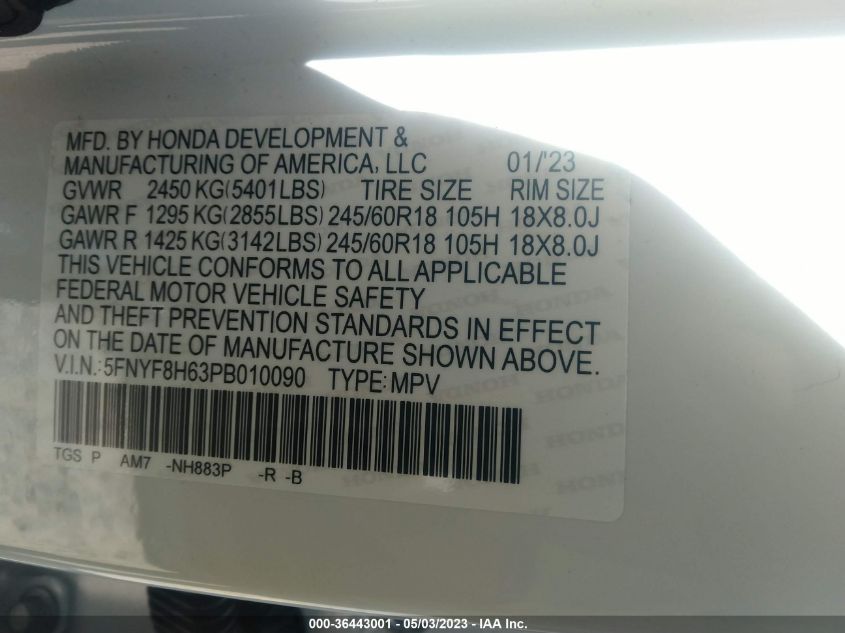 MFD. BY HONDA DEVELOPMENT &
MANUFACTURING OF AMERICA, LLC 01/'23
GVWR 2450 KG(5401LBS) TIRE SIZE RIM SIZE
GAWR F 1295 KG(2855LBS) 245/60R18 105H 18X8.0J
GAWR R 1425 KG(3142LBS) 245/60R18 105H 18X8.0J
THIS VEHICLE CONFORMS TO ALL APPLICABLE
FEDERAL MOTOR VEHICLE SAFETY
AND THEFT PREVENTION STANDARDS IN EFFECT
ON THE DATE OF MANUFACTURE SHOWN ABOVE.
V.I.N.:5FNYF8H63PB010090 TYPE:MPV
TGS P AM7 -NH883P -R -B
000-36443001 - 05/03/2023 - IAA Inc.